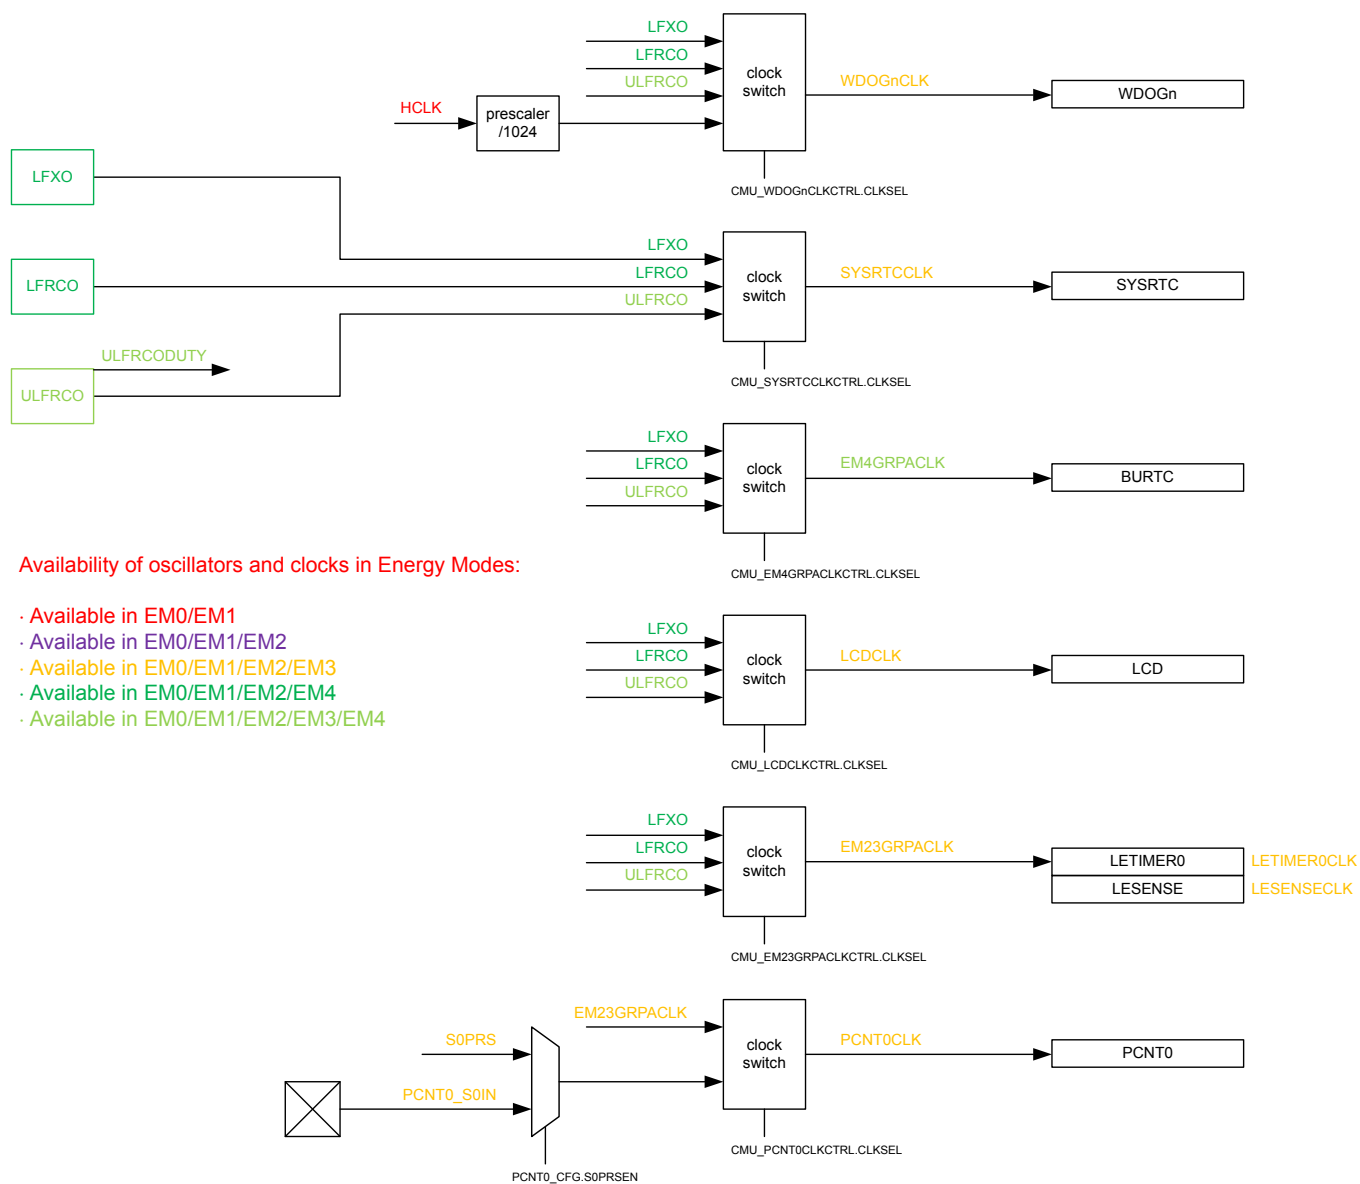 LFXO
LFRCO
ULFRCO
HCLK
prescaler
/1024
clock
switch
WDOGnCLK
WDOGn
CMU_WDOGnCLKCTRL.CLKSEL
LFXO
LFRCO
ULFRCO
ULFRCODUTY
LFXO
LFRCO
ULFRCO
clock
switch
SYSRTCCLK
SYSRTC
CMU_SYSRTCCLKCTRL.CLKSEL
LFXO
LFRCO
ULFRCO
clock
switch
EM4GRPACLK
BURTC
CMU_EM4GRPACLKCTRL.CLKSEL
Availability of oscillators and clocks in Energy Modes:
· Available in EM0/EM1
· Available in EM0/EM1/EM2
· Available in EM0/EM1/EM2/EM3
· Available in EM0/EM1/EM2/EM4
· Available in EM0/EM1/EM2/EM3/EM4
LFXO
LFRCO
ULFRCO
clock
switch
LCDCLK
LCD
CMU_LCDCLKCTRL.CLKSEL
LFXO
LFRCO
ULFRCO
clock
switch
EM23GRPACLK
LETIMER0
LETIMER0CLK
LESENSE
LESENSECLK
CMU_EM23GRPACLKCTRL.CLKSEL
EM23GRPACLK
S0PRS
PCNT0_S0IN
clock
switch
PCNT0CLK
PCNT0
CMU_PCNT0CLKCTRL.CLKSEL
PCNT0_CFG.S0PRSEN